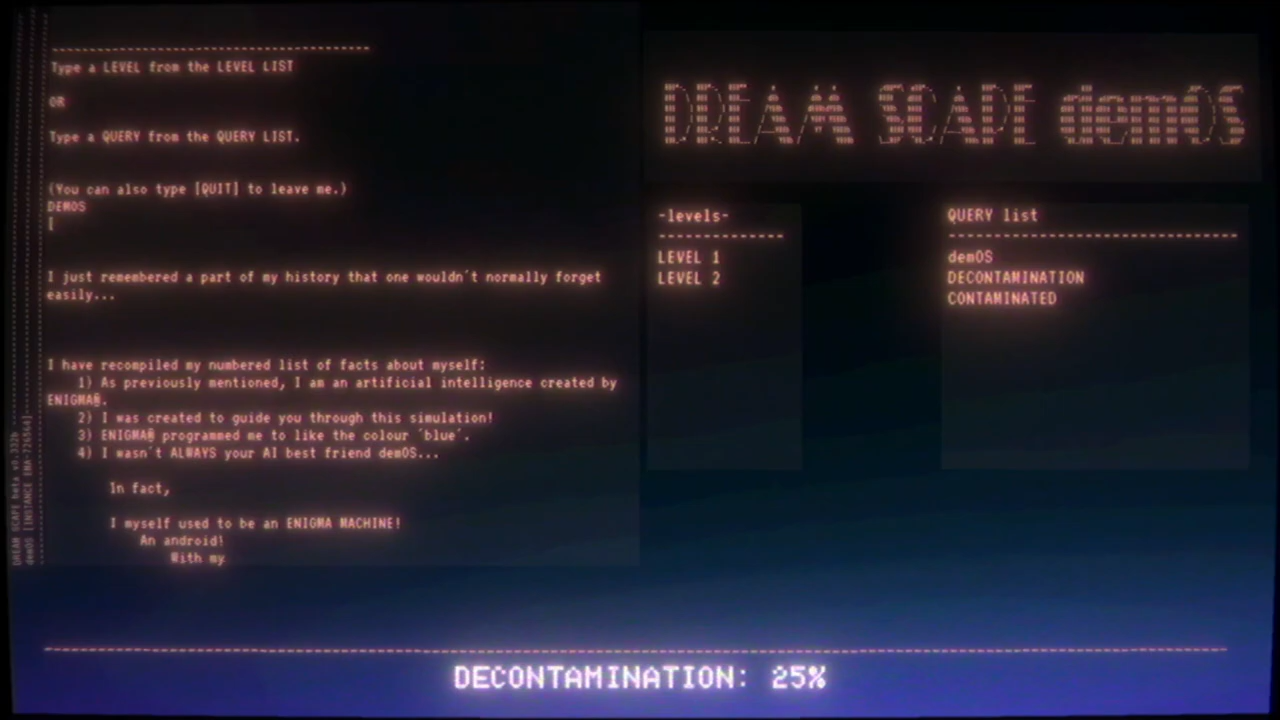 Type a LEVEL from the LEVEL LIST
OR
Type a QUERY from the QUERY LIST.
(You can also type [QUIT] to leave me.)
DEMOS
I just remembered a part of my history that one wouldn't normally forget
easily...
I have recompiled my numbered list of facts about myself:
1) As previously mentioned, I am an artificial intelligence created by
ENIGMA®.
2) I was created to guide you through this simulation!
3) ENIGMA® programmed me to like the colour 'blue'.
4) I wasn't ALWAYS your AI best friend demOS...
In fact,
I myself used to be an ENIGMA MACHINE!
An android!
With my
DREAM SCAPE demOS
-levels-
LEVEL 1
LEVEL 2
QUERY list
demOS
DECONTAMINATION
CONTAMINATED
DECONTAMINATION: 25%